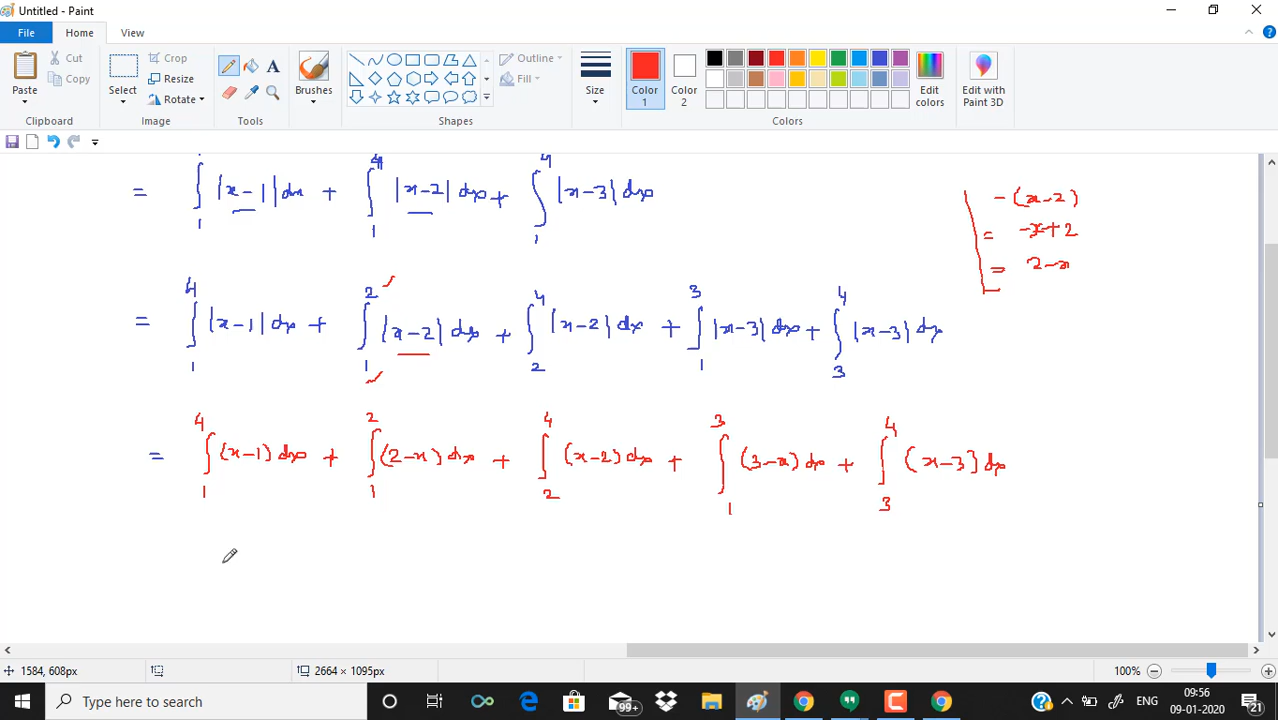 Untitled - Paint
File Home View
Paste Cut Copy Clipboard
Select Crop Resize Rotate Image
Tools
Brushes
Shapes Outline Fill
Size
Color 1 Color 2 Edit colors Colors
Edit with Paint 3D
= ∫₁⁴ |x-1| dx + ∫₁⁴ |x-2| dx + ∫₁⁴ |x-3| dx
-(x-2)
= -x+2
= 2-x
= ∫₁⁴ |x-1| dx + ∫₁² |x-2| dx + ∫₂⁴ |x-2| dx + ∫₁³ |x-3| dx + ∫₃⁴ |x-3| dx
= ∫₁⁴ (x-1) dx + ∫₁² (2-x) dx + ∫₂⁴ (x-2) dx + ∫₁³ (3-x) dx + ∫₃⁴ (x-3) dx
1584, 608px 2664 × 1095px 100%
Type here to search 99+ ENG 09:56 09-01-2020 21